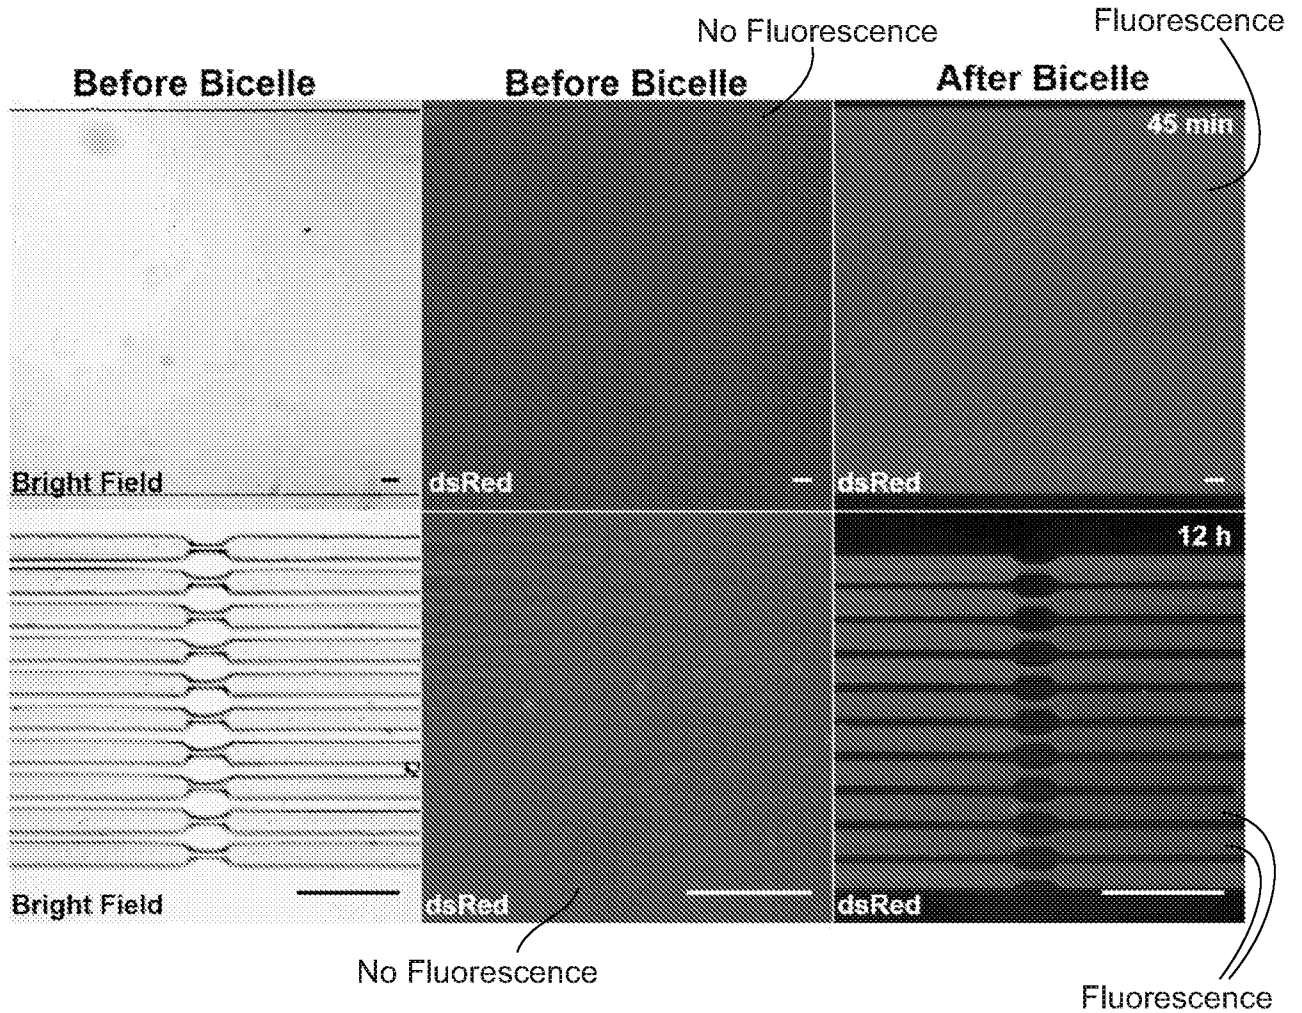 No Fluorescence
Fluorescence
Before Bicelle
Before Bicelle
After Bicelle
45 min
Bright Field
dsRed
dsRed
12 h
Bright Field
dsRed
dsRed
No Fluorescence
Fluorescence